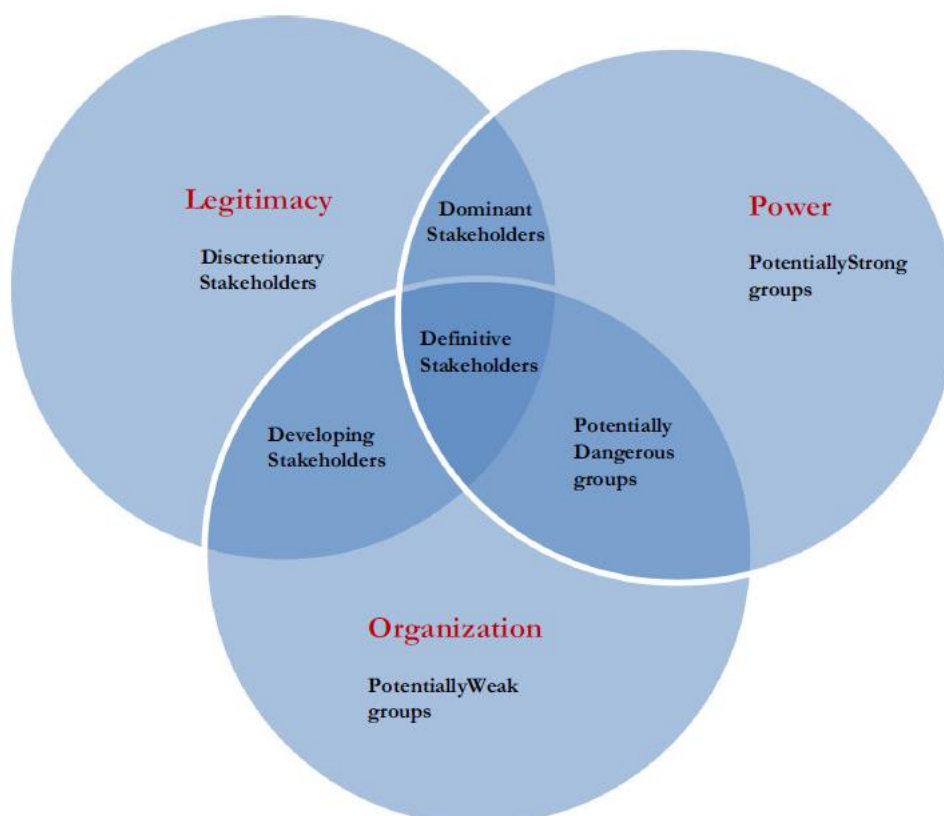 Legitimacy
Discretionary
Stakeholders
Dominant
Stakeholders
Power
PotentiallyStrong
groups
Definitive
Stakeholders
Developing
Stakeholders
Potentially
Dangerous
groups
Organization
PotentiallyWeak
groups